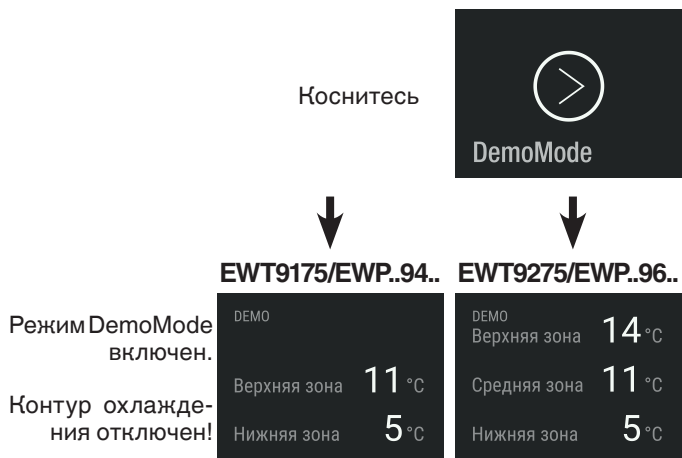 Коснитесь
DemoMode
EWT9175/EWP..94..
EWT9275/EWP..96..
Режим DemoMode
включен.
Контур охлажде-
ния отключен!
DEMO
Верхняя зона 11 °C
Нижняя зона 5 °C
DEMO
Верхняя зона 14 °C
Средняя зона 11 °C
Нижняя зона 5 °C